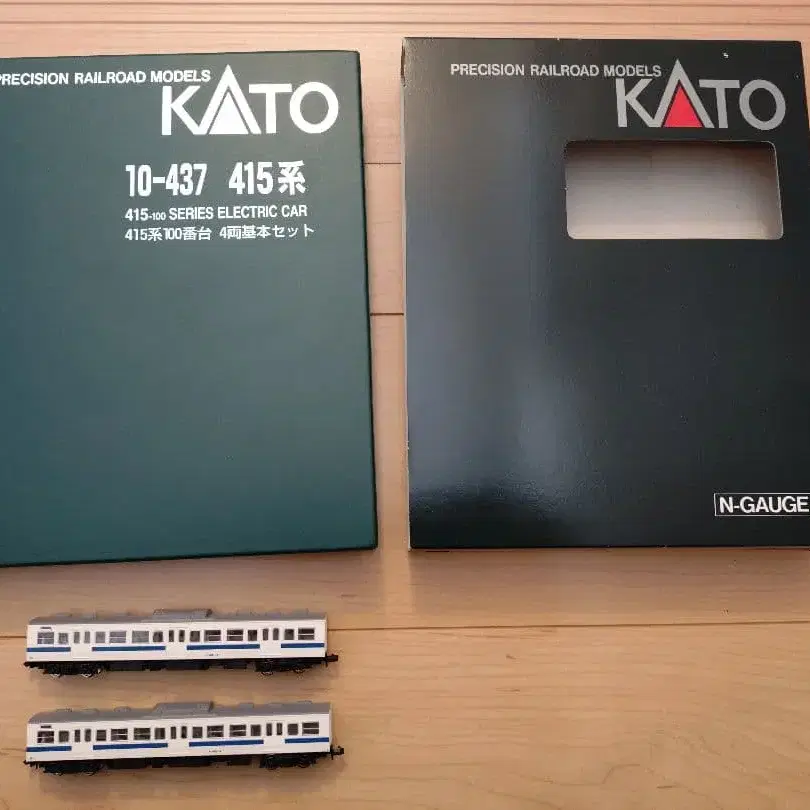 PRECISION RAILROAD MODELS
KATO
10-437 415系
415-100 SERIES ELECTRIC CAR
415系100番台 4両基本セット
PRECISION RAILROAD MODELS
KATO
N-GAUGE